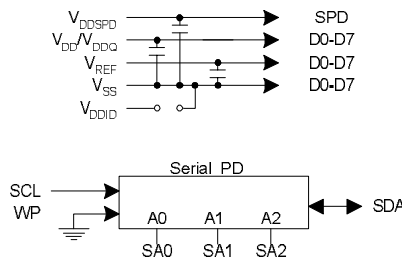 VDDSPD SPD
VDD/VDDQ D0-D7
VREF D0-D7
VSS D0-D7
VDDID
Serial PD
SCL
WP
A0 A1 A2
SDA
SA0 SA1 SA2